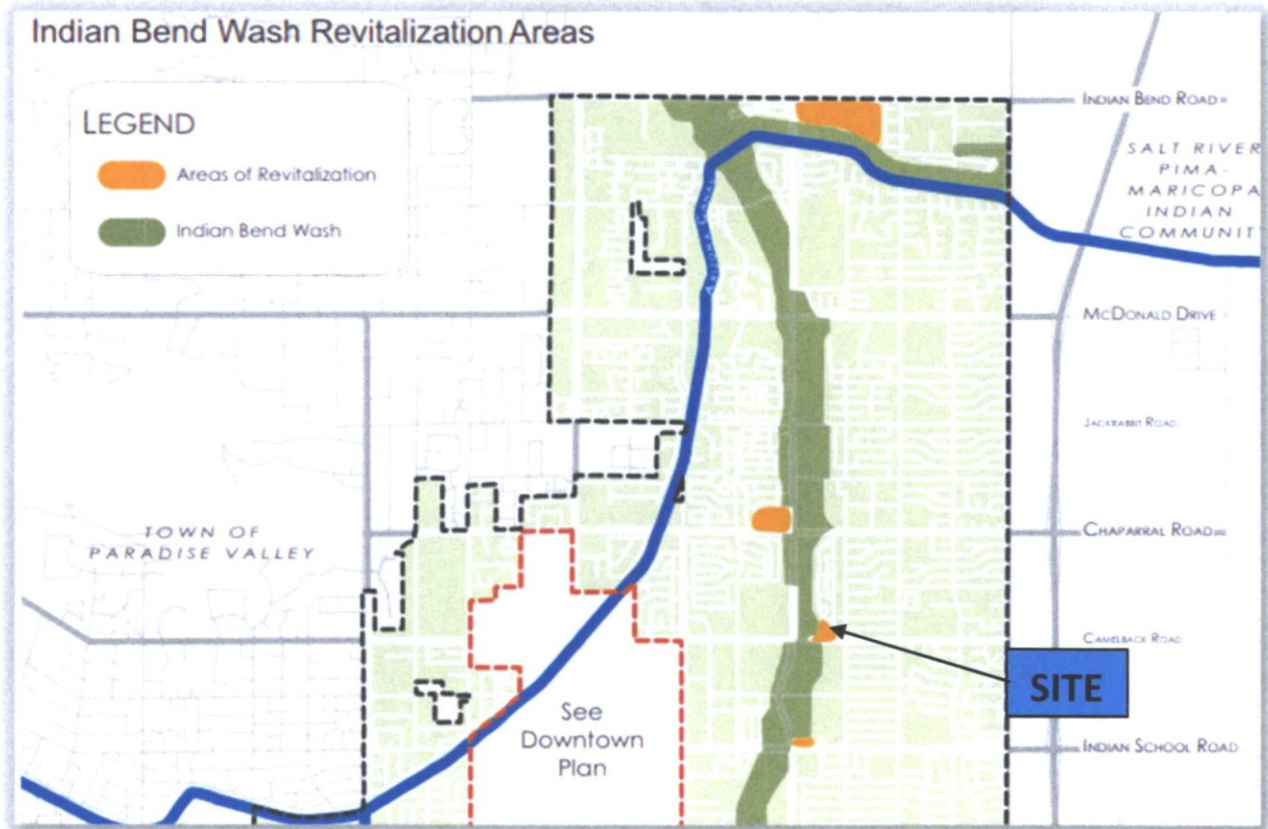 Indian Bend Wash Revitalization Areas
LEGEND
Areas of Revitalization
Indian Bend Wash
INDIAN BEND ROAD
SALT RIVER
PIMA-
MARICOPA
INDIAN
COMMUNIT
ARIZONA CANAL
MCDONALD DRIVE
JACKRABBIT ROAD
TOWN OF
PARADISE VALLEY
CHAPARRAL ROAD
CAMELBACK ROAD
SITE
See
Downtown
Plan
INDIAN SCHOOL ROAD